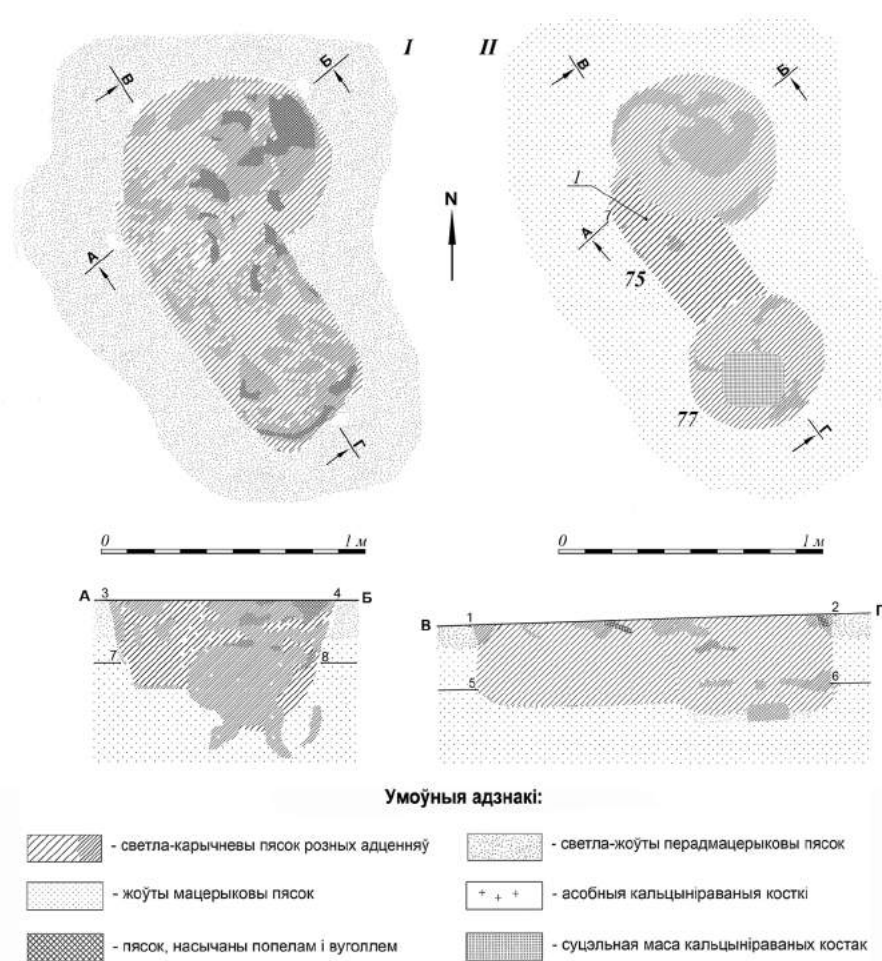 I
II
В
Б
В
Б
1
N
7
А
А
75
77
Г
Г
0 1 м
0 1 м
А 3 4 Б
7 8
В 1 2 Г
5 6
Умоўныя адзнакі:
- светла-карычневы пясок розных адценняў
- светла-жоўты перадмацерыковы пясок
- жоўты мацерыковы пясок
- асобныя кальцыніраваныя косткі
- пясок, насычаны попелам і вуголлем
- суцэльная маса кальцыніраваных костак